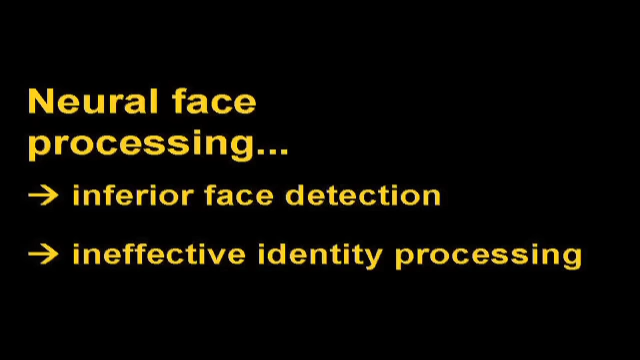 Neural face
processing...
→ inferior face detection
→ ineffective identity processing